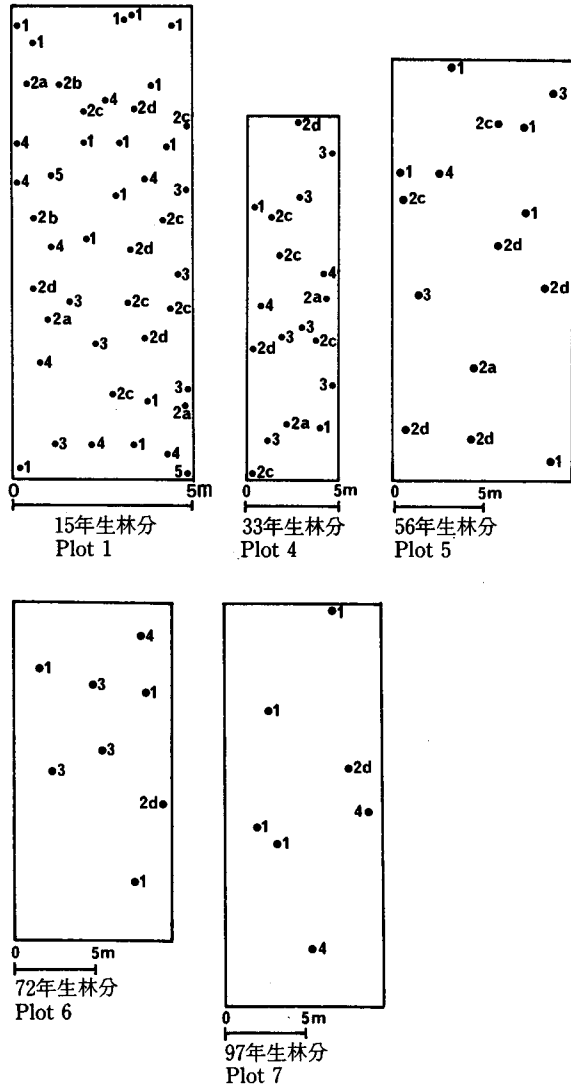 1 1 1 1
1
2a 2b 1
4
2c 2d 2c
4 1 1 1
4 5 4
1 3
2b 2c
4 1 2d
3
2d
3 2c 2c
2a
3 2d
4
2c 1 3
2a
3 4 1 4
1 5
0 5m
15年生林分
Plot 1
2d
3
3
1 2c
2c
4
4 2a
3
3 2c
2d
3
2a 1
3
2c
0 5m
33年生林分
Plot 4
1
3
2c 1
1 4
2c
1
2d
3 2d
2a
2d 2d
1
0 5m
56年生林分
Plot 5
4
1
3 1
3
3
2d
1
0 5m
72年生林分
Plot 6
1
1
2d
4
1
1
4
0 5m
97年生林分
Plot 7